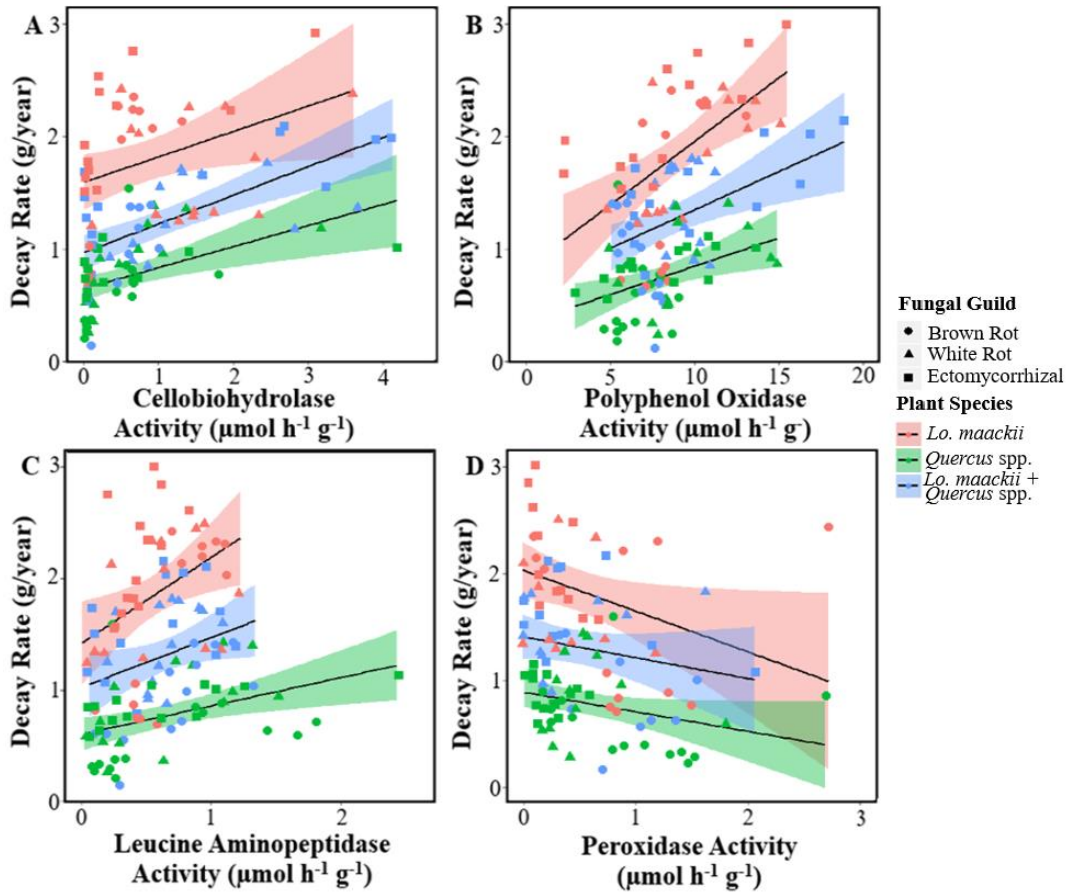 A
3
2
1
0
Decay Rate (g/year)
0
1
2
3
4
Cellobiohydrolase
Activity (µmol h⁻¹ g⁻¹)
B
3
2
1
0
Decay Rate (g/year)
0
5
10
15
20
Polyphenol Oxidase
Activity (µmol h⁻¹ g⁻)
C
3
2
1
0
Decay Rate (g/year)
0
1
2
Leucine Aminopeptidase
Activity (µmol h⁻¹ g⁻¹)
D
3
2
1
0
Decay Rate (g/year)
0
1
2
3
Peroxidase Activity
(µmol h⁻¹ g⁻¹)
Fungal Guild
Brown Rot
White Rot
Ectomycorrhizal
Plant Species
Lo. maackii
Quercus spp.
Lo. maackii +
Quercus spp.